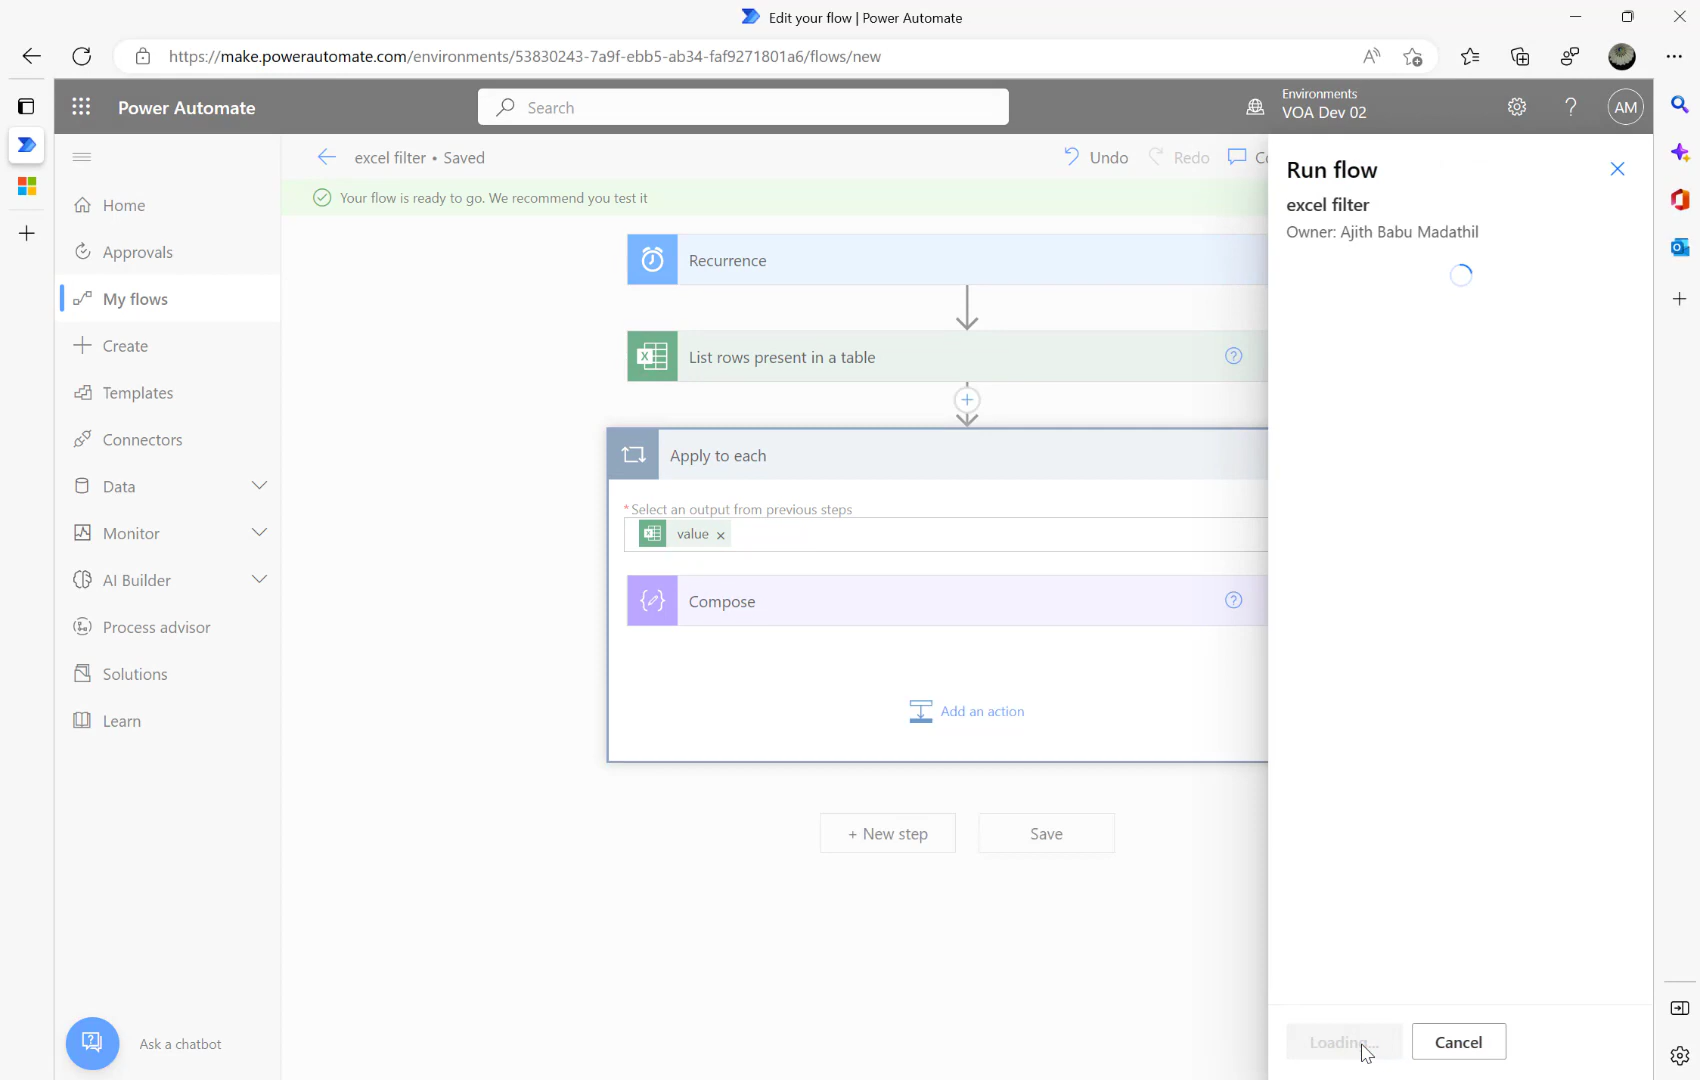 Edit your flow | Power Automate
https://make.powerautomate.com/environments/53830243-7a9f-ebb5-ab34-faf9271801a6/flows/new
Power Automate
Search
Environments
VOA Dev 02
AM
excel filter • Saved
Undo
Redo
Your flow is ready to go. We recommend you test it
Home
Approvals
My flows
Create
Templates
Connectors
Data
Monitor
AI Builder
Process advisor
Solutions
Learn
Ask a chatbot
Recurrence
List rows present in a table
Apply to each
* Select an output from previous steps
value
Compose
Add an action
+ New step
Save
Run flow
excel filter
Owner: Ajith Babu Madathil
Loading...
Cancel